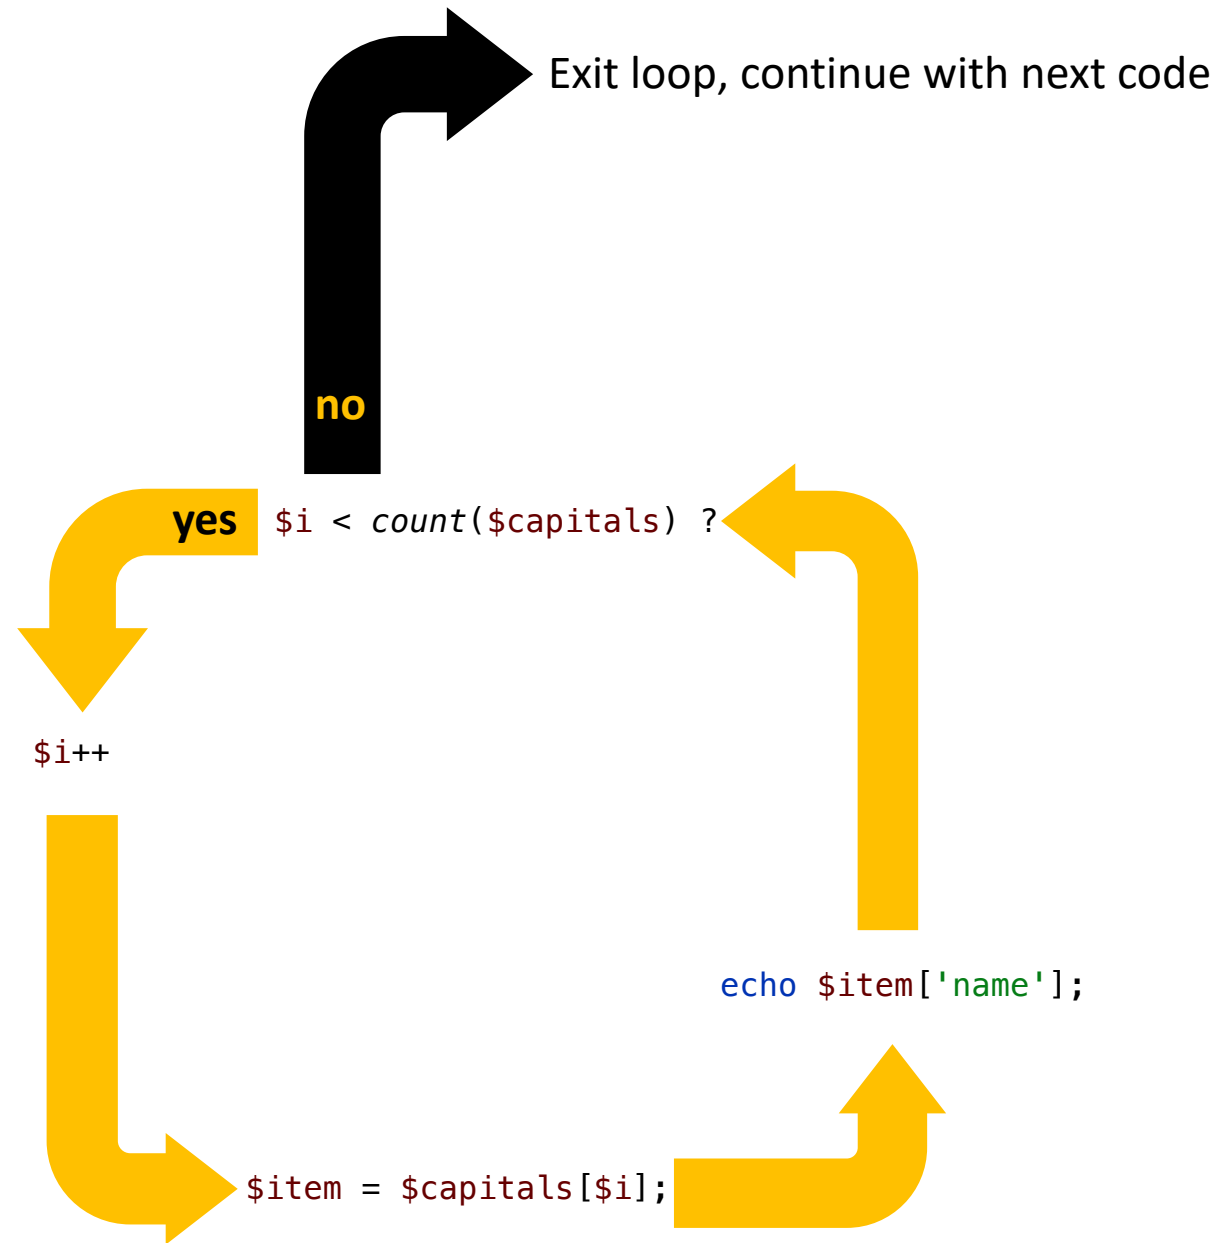 Exit loop, continue with next code
no
yes
$i < count($capitals) ?
$i++
echo $item['name'];
$item = $capitals[$i];